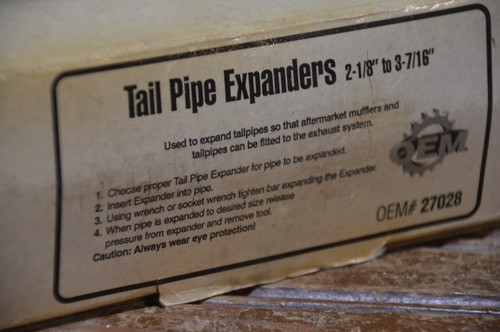 Tail Pipe Expanders 2-1/8" to 3-7/16"
Used to expand tailpipes so that aftermarket mufflers and
tailpipes can be fitted to the exhaust system.
1. Choose proper Tail Pipe Expander for pipe to be expanded.
2. Insert Expander into pipe.
3. Using wrench or socket wrench tighten bar expanding the Expander.
4. When pipe is expanded to desired size release
pressure from expander and remove tool.
Caution: Always wear eye protection!
OEM
OEM# 27028